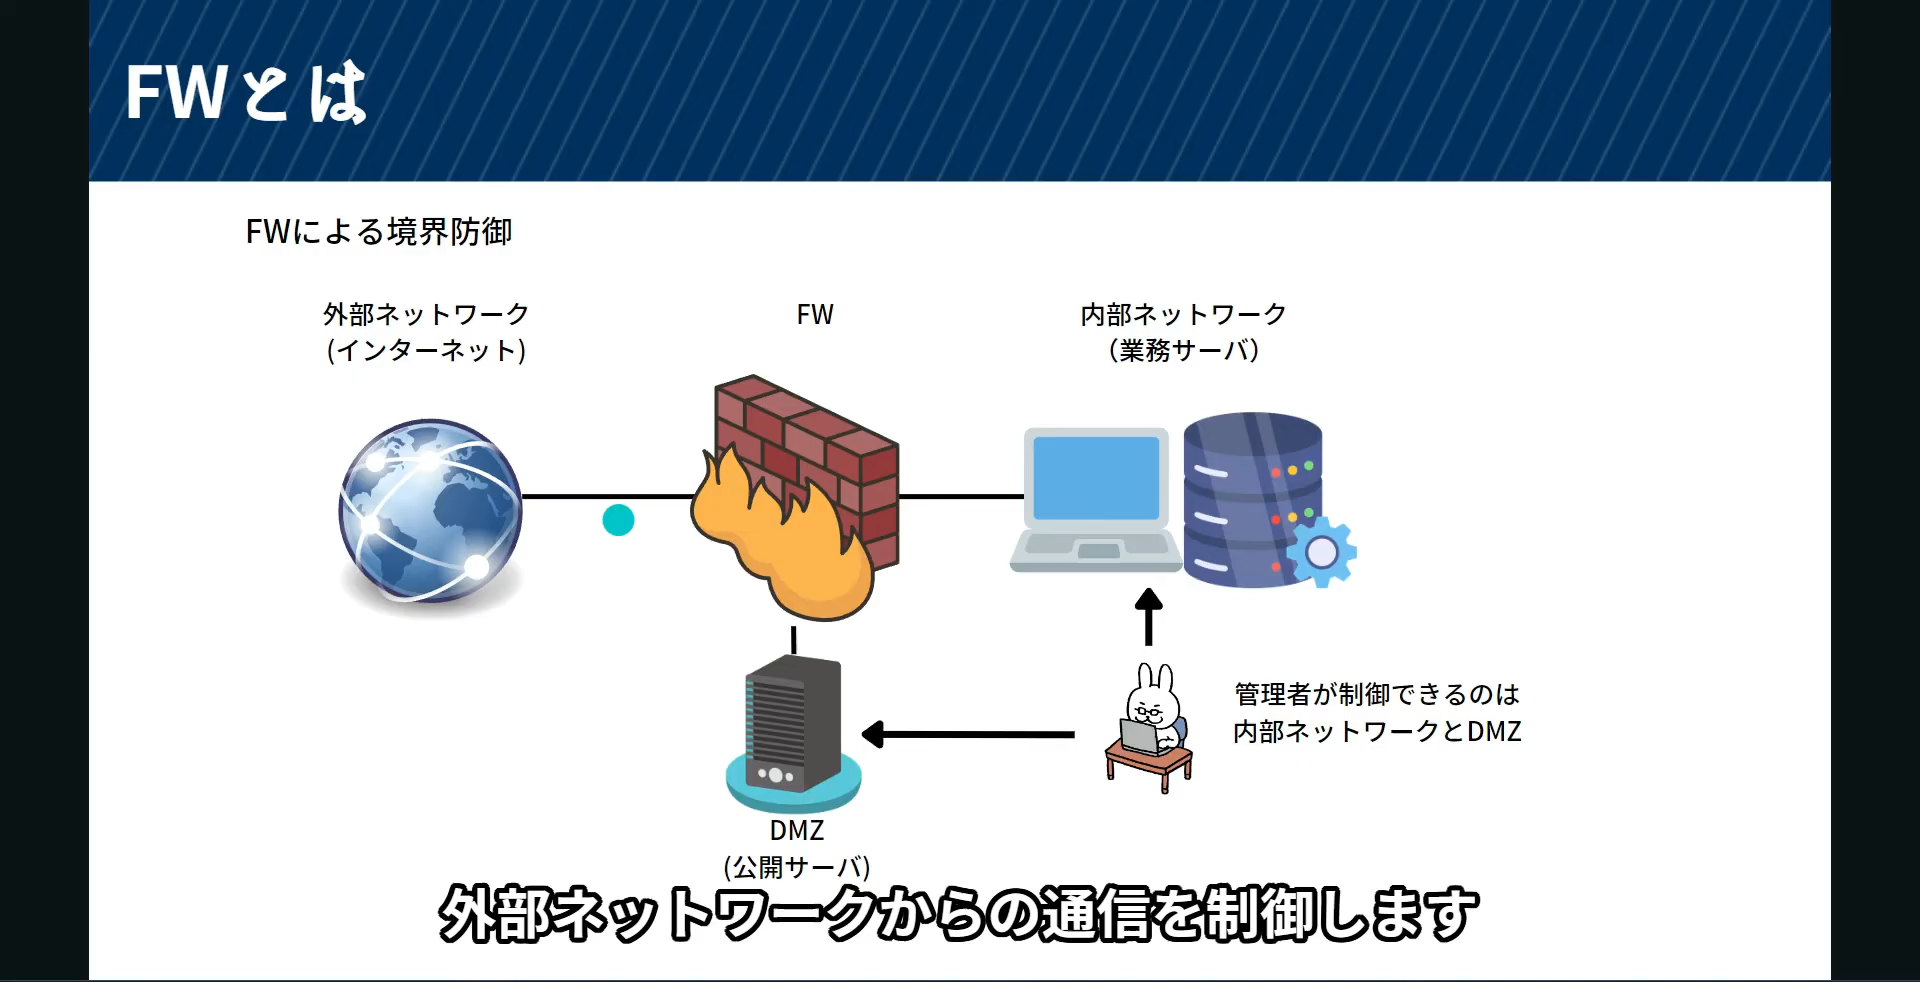 FWとは
FWによる境界防御
外部ネットワーク
(インターネット)
FW
内部ネットワーク
（業務サーバ）
管理者が制御できるのは
内部ネットワークとDMZ
DMZ
(公開サーバ)
外部ネットワークからの通信を制御します